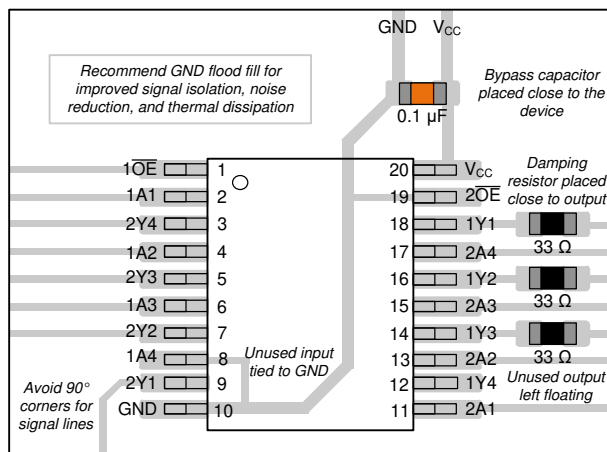 GND VCC
Recommend GND flood fill for
improved signal isolation, noise
reduction, and thermal dissipation
Bypass capacitor
placed close to the
device
0.1 µF
1O̅E̅ 1 20 VCC
1A1 2 19 2O̅E̅
2Y4 3 18 1Y1
1A2 4 17 2A4
2Y3 5 16 1Y2
1A3 6 15 2A3
2Y2 7 14 1Y3
1A4 8 13 2A2
2Y1 9 12 1Y4
GND 10 11 2A1
Damping
resistor placed
close to output
33 Ω
33 Ω
33 Ω
Unused input
tied to GND
Unused output
left floating
Avoid 90°
corners for
signal lines